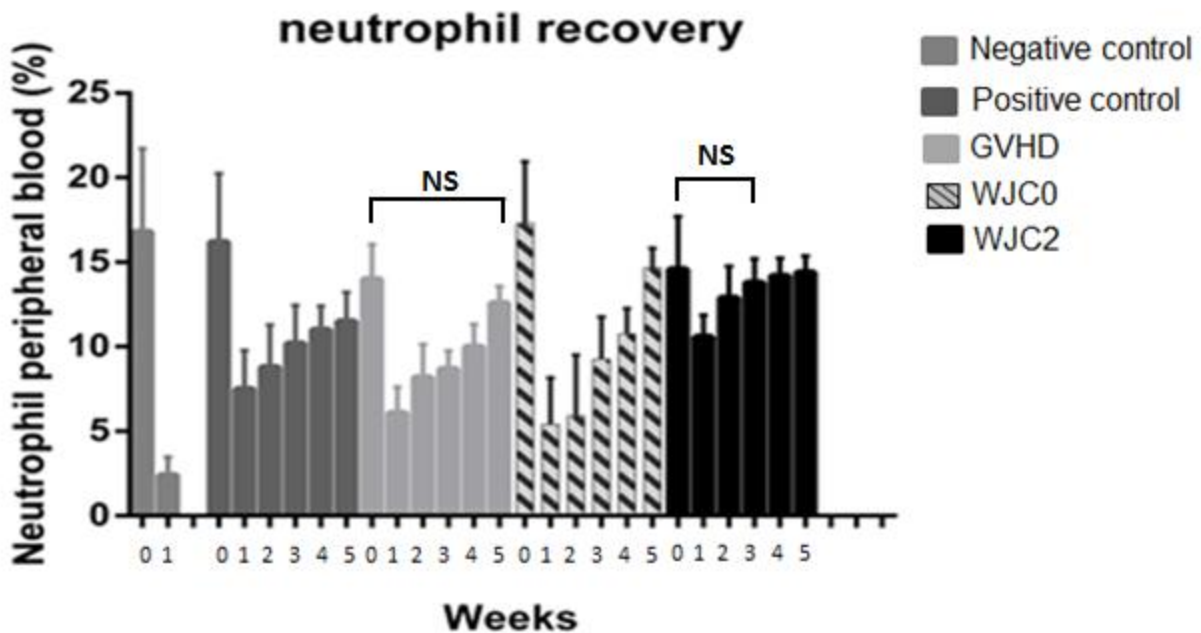 neutrophil recovery
Neutrophil peripheral blood (%)
25
20
15
10
5
0
NS
NS
0 1 0 1 2 3 4 5 0 1 2 3 4 5 0 1 2 3 4 5 0 1 2 3 4 5
Weeks
Negative control
Positive control
GVHD
WJC0
WJC2